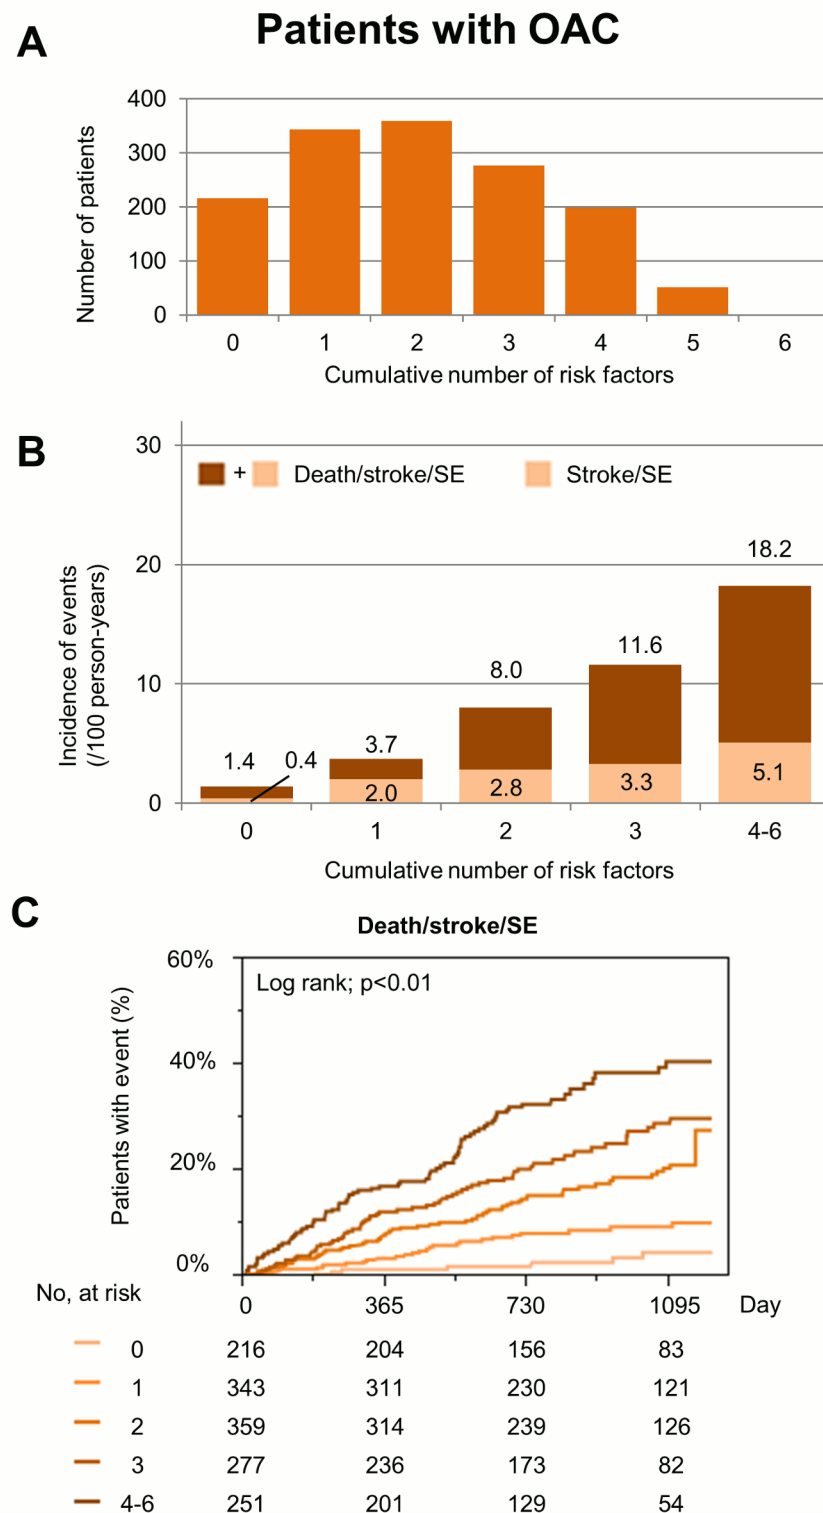 Patients with OAC
A
Number of patients
400
300
200
100
0
0 1 2 3 4 5 6
Cumulative number of risk factors
B
Incidence of events
(/100 person-years)
30
20
10
0
+ Death/stroke/SE Stroke/SE
1.4 0.4 3.7 8.0 11.6 18.2
2.0 2.8 3.3 5.1
0 1 2 3 4-6
Cumulative number of risk factors
C
Death/stroke/SE
Patients with event (%)
60%
40%
20%
0%
Log rank; p<0.01
No, at risk
0 365 730 1095 Day
0 216 204 156 83
1 343 311 230 121
2 359 314 239 126
3 277 236 173 82
4-6 251 201 129 54